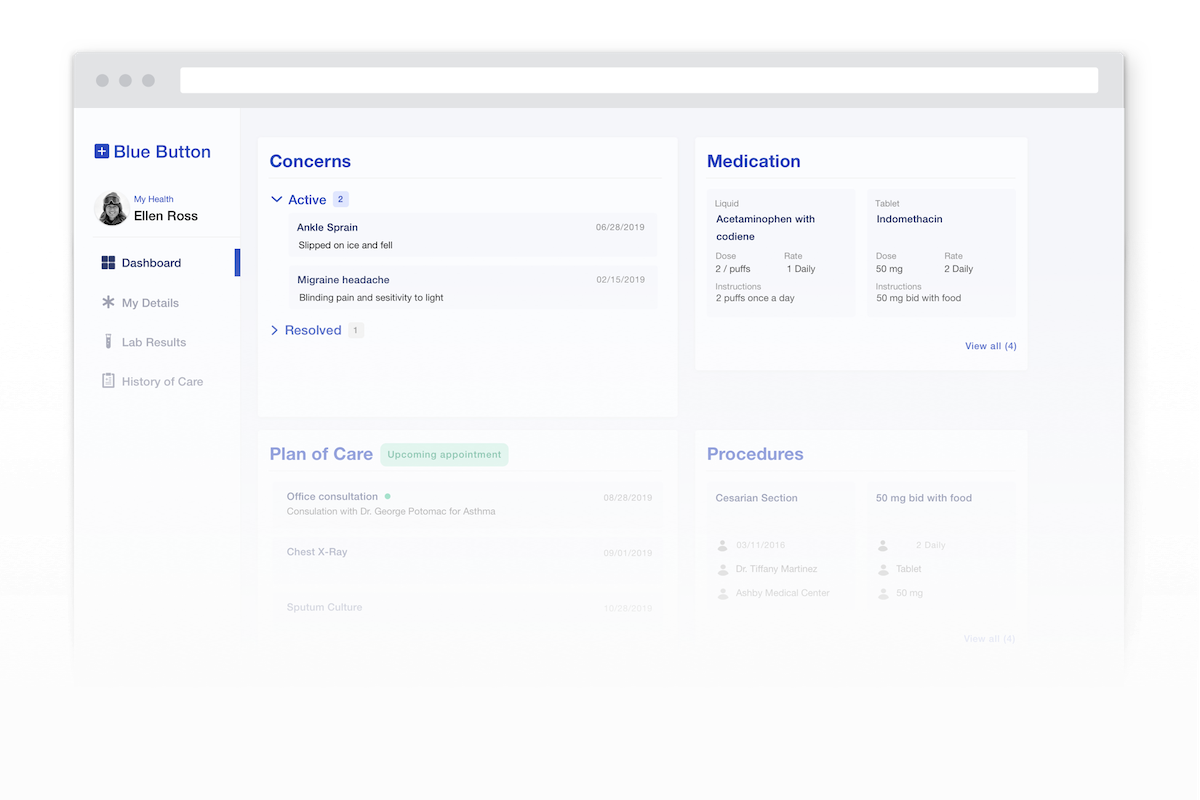 Blue Button
My Health
Ellen Ross
Dashboard
My Details
Lab Results
History of Care
Concerns
Active 2
Ankle Sprain 06/28/2019
Slipped on ice and fell
Migraine headache 02/15/2019
Blinding pain and sesitivity to light
Resolved 1
Medication
Liquid
Acetaminophen with
codiene
Dose Rate
2 / puffs 1 Daily
Instructions
2 puffs once a day
Tablet
Indomethacin
Dose Rate
50 mg 2 Daily
Instructions
50 mg bid with food
View all (4)
Plan of Care Upcoming appointment
Office consultation 08/28/2019
Consulation with Dr. George Potomac for Asthma
Chest X-Ray 09/01/2019
Sputum Culture 10/28/2019
Procedures
Cesarian Section
03/11/2016
Dr. Tiffany Martinez
Ashby Medical Center
50 mg bid with food
2 Daily
Tablet
50 mg
View all (4)